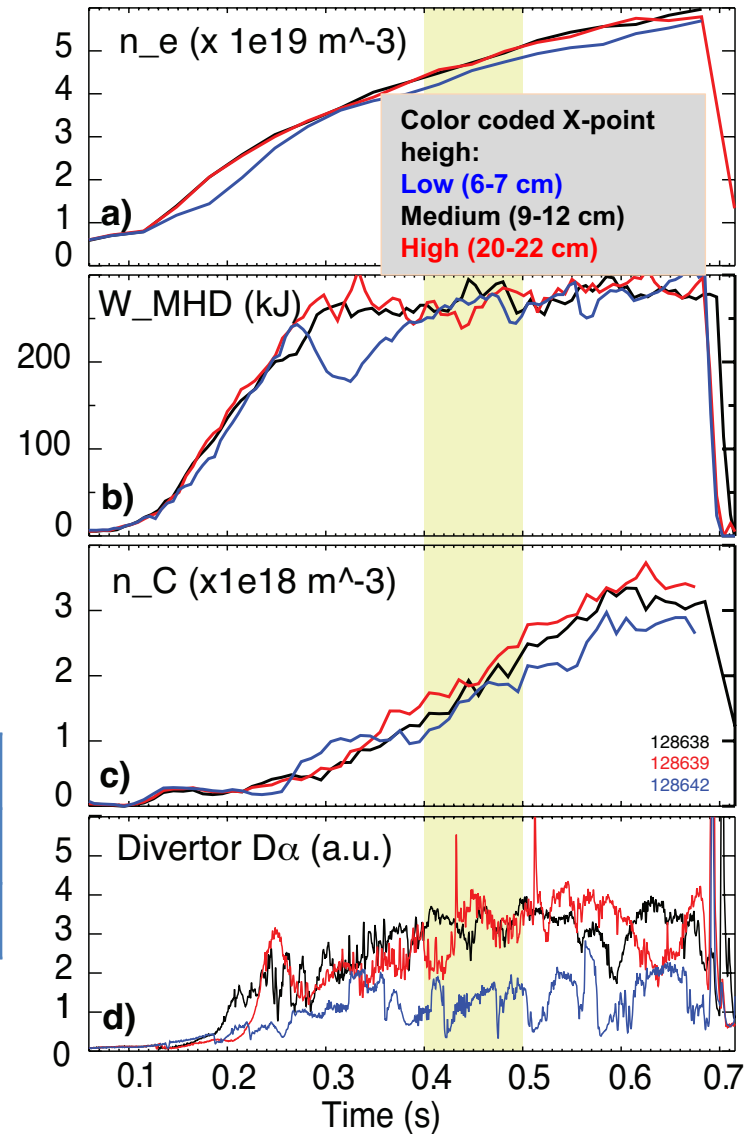 n_e (x 1e19 m^-3)
5
4
3
2
1
0
a)
Color coded X-point
heigh:
Low (6-7 cm)
Medium (9-12 cm)
High (20-22 cm)
W_MHD (kJ)
200
100
0
b)
n_C (x1e18 m^-3)
3
2
1
0
c)
128638
128639
128642
Divertor Dα (a.u.)
5
4
3
2
1
0
d)
0.1 0.2 0.3 0.4 0.5 0.6 0.7
Time (s)